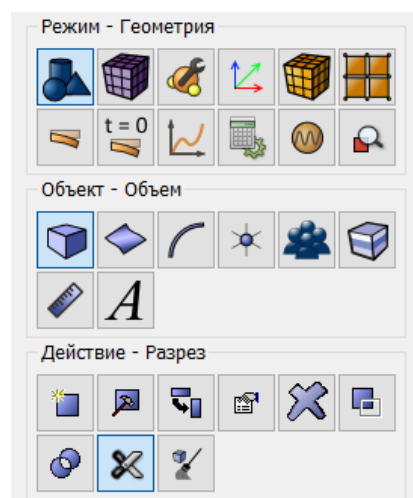 Режим - Геометрия
t = 0
Объект - Объем
A
Действие - Разрез